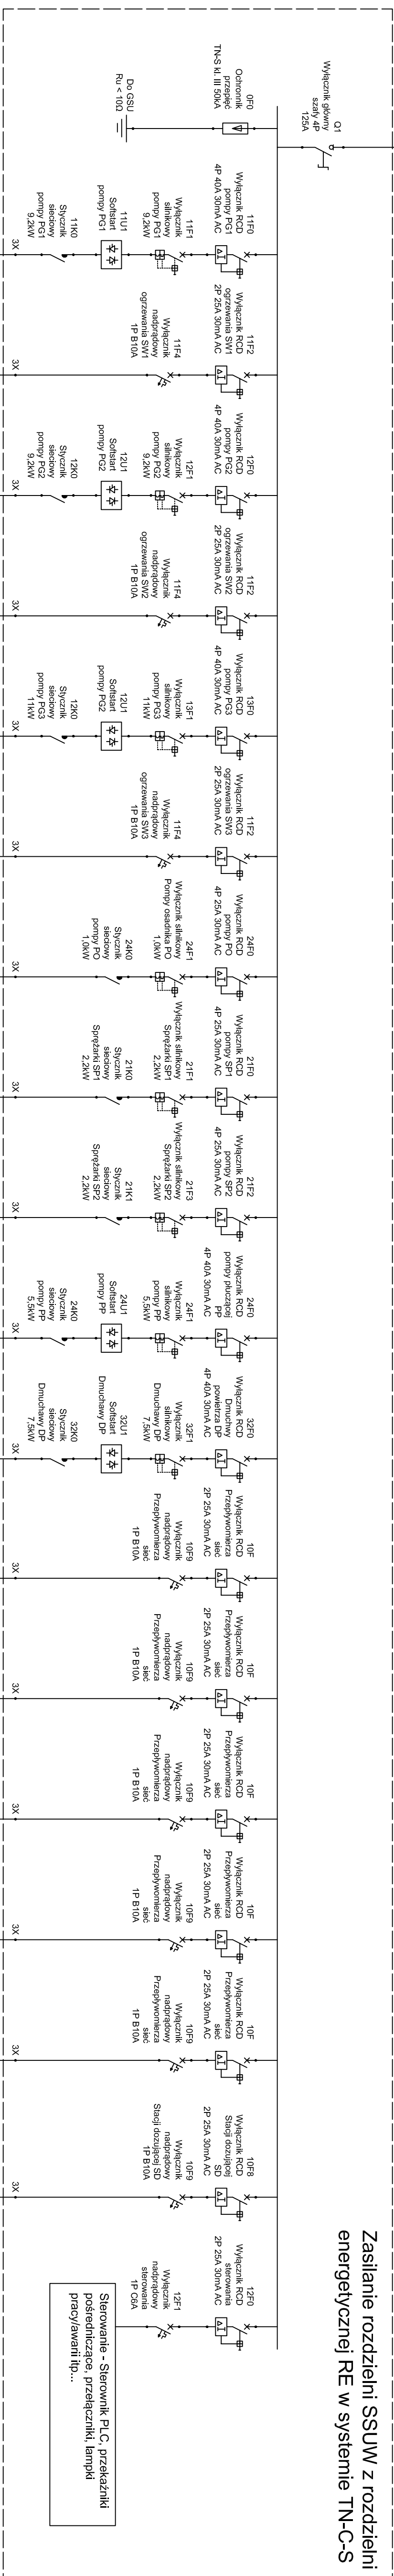 Zasilanie rozdzielni SSUW z rozdzielni
energetycznej RE w systemie TN-C-S
Q1
Wyłącznik główny
szafy 4P
125A
0F0
Ochronnik
przepięć
TN-S kl. III 50kA
Do GSU
Ru < 10Ω
11F0
Wyłącznik RCD
pompy PG1
4P 40A 30mA AC
11F1
Wyłącznik
silnikowy
pompy PG1
9,2kW
11U1
Softstart
pompy PG1
11K0
Stycznik
sieciowy
pompy PG1
9,2kW
3X
11F2
Wyłącznik RCD
ogrzewania SW1
2P 25A 30mA AC
11F4
Wyłącznik
nadprądowy
ogrzewania SW1
1P B10A
3X
12F0
Wyłącznik RCD
pompy PG2
4P 40A 30mA AC
12F1
Wyłącznik
silnikowy
pompy PG2
9,2kW
12U1
Softstart
pompy PG2
12K0
Stycznik
sieciowy
pompy PG2
9,2kW
3X
11F2
Wyłącznik RCD
ogrzewania SW2
2P 25A 30mA AC
11F4
Wyłącznik
nadprądowy
ogrzewania SW2
1P B10A
3X
13F0
Wyłącznik RCD
pompy PG3
4P 40A 30mA AC
13F1
Wyłącznik
silnikowy
pompy PG3
11kW
12U1
Softstart
pompy PG2
12K0
Stycznik
sieciowy
pompy PG3
11kW
3X
11F2
Wyłącznik RCD
ogrzewania SW3
2P 25A 30mA AC
11F4
Wyłącznik
nadprądowy
ogrzewania SW3
1P B10A
3X
24F0
Wyłącznik RCD
pompy PO
4P 25A 30mA AC
24F1
Wyłącznik silnikowy
Pompy osadnika PO
1,0kW
24K0
Stycznik
sieciowy
pompy PO
1,0kW
3X
21F0
Wyłącznik RCD
pompy SP1
4P 25A 30mA AC
21F1
Wyłącznik silnikowy
Sprężarki SP1
2,2kW
21K0
Stycznik
sieciowy
Sprężarki SP1
2,2kW
3X
21F2
Wyłącznik RCD
pompy SP2
4P 25A 30mA AC
21F3
Wyłącznik silnikowy
Sprężarki SP2
2,2kW
21K1
Stycznik
sieciowy
Sprężarki SP2
2,2kW
3X
24F0
Wyłącznik RCD
pompy płuczącej
PP
4P 40A 30mA AC
24F1
Wyłącznik
silnikowy
pompy PP
5,5kW
24U1
Softstart
pompy PP
24K0
Stycznik
sieciowy
pompy PP
5,5kW
3X
32F0
Wyłącznik RCD
Dmuchwy
powietrza DP
4P 40A 30mA AC
32F1
Wyłącznik
silnikowy
Dmuchawy DP
7,5kW
32U1
Softstart
Dmuchawy DP
32K0
Stycznik
sieciowy
Dmuchawy DP
7,5kW
3X
10F
Wyłącznik RCD
Przepływomierza
sieć
2P 25A 30mA AC
10F9
Wyłącznik
nadprądowy
Przepływomierza
sieć
1P B10A
3X
10F
Wyłącznik RCD
Przepływomierza
sieć
2P 25A 30mA AC
10F9
Wyłącznik
nadprądowy
Przepływomierza
sieć
1P B10A
3X
10F
Wyłącznik RCD
Przepływomierza
sieć
2P 25A 30mA AC
10F9
Wyłącznik
nadprądowy
Przepływomierza
sieć
1P B10A
3X
10F
Wyłącznik RCD
Przepływomierza
sieć
2P 25A 30mA AC
10F9
Wyłącznik
nadprądowy
Przepływomierza
sieć
1P B10A
3X
10F
Wyłącznik RCD
Przepływomierza
sieć
2P 25A 30mA AC
10F9
Wyłącznik
nadprądowy
Przepływomierza
sieć
1P B10A
3X
10F8
Wyłącznik RCD
Stacji dozującej
SD
2P 25A 30mA AC
10F9
Wyłącznik
nadprądowy
Stacji dozującej SD
1P B10A
3X
12F0
Wyłącznik RCD
sterowania
2P 25A 30mA AC
12F1
Wyłącznik
nadprądowy
sterowania
1P C6A
Sterowanie - Sterownik PLC, przekaźniki
pośredniczące, przełączniki, lampki
pracy/awarii itp...